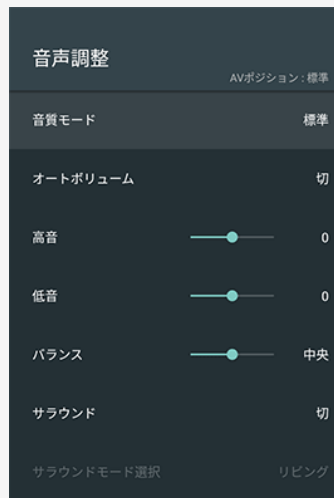 音声調整
AVポジション : 標準
音質モード 標準
オートボリューム 切
高音 0
低音 0
バランス 中央
サラウンド 切
サラウンドモード選択 リビング